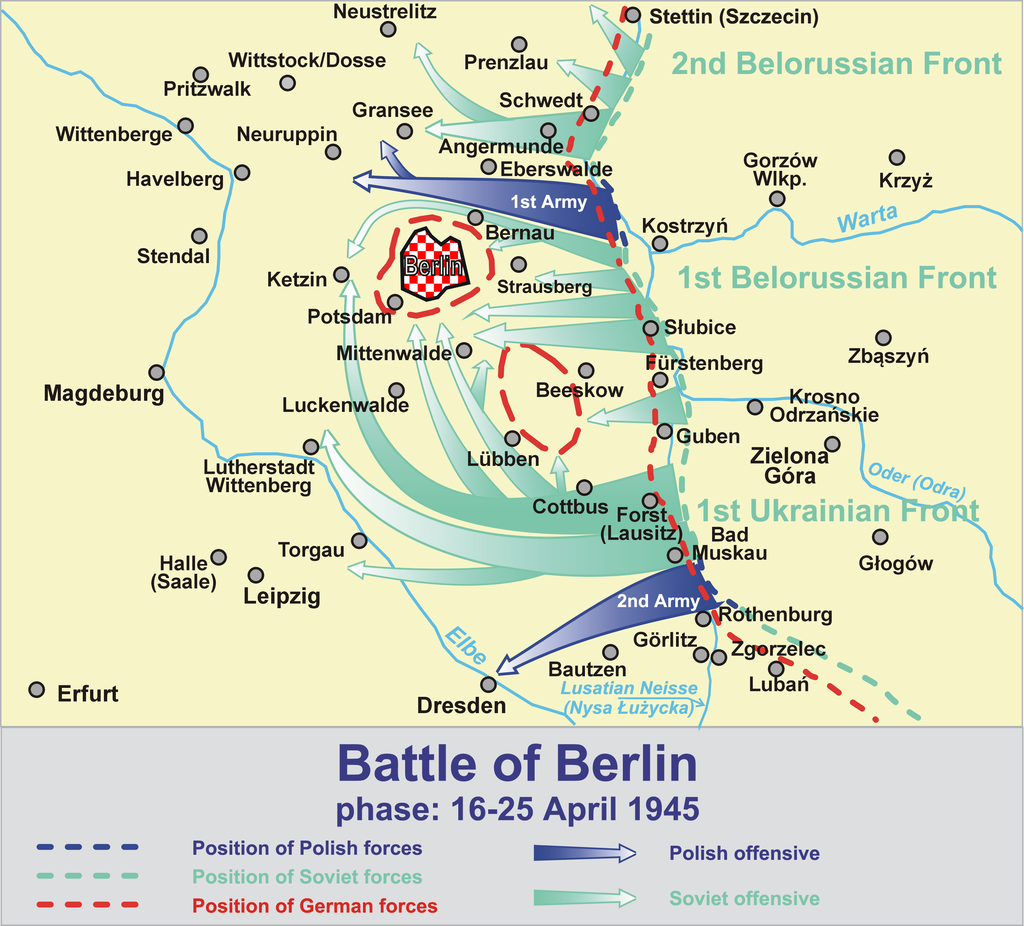 Neustrelitz
Stettin (Szczecin)
Wittstock/Dosse
Prenzlau
2nd Belorussian Front
Pritzwalk
Schwedt
Gransee
Wittenberge
Neuruppin
Angermunde
Eberswalde
Gorzów
Wlkp.
Krzyż
Havelberg
1st Army
Kostrzyń
Warta
Bernau
Stendal
Berlin
Ketzin
Strausberg
1st Belorussian Front
Potsdam
Słubice
Mittenwalde
Fürstenberg
Zbąszyń
Magdeburg
Beeskow
Luckenwalde
Krosno
Odrzańskie
Guben
Zielona
Góra
Lübben
Lutherstadt
Wittenberg
Oder (Odra)
Cottbus
Forst
(Lausitz)
1st Ukrainian Front
Bad
Muskau
Torgau
Halle
(Saale)
Głogów
Leipzig
2nd Army
Rothenburg
Görlitz
Zgorzelec
Elbe
Bautzen
Lubań
Erfurt
Dresden
Lusatian Neisse
(Nysa Łużycka)
Battle of Berlin
phase: 16-25 April 1945
Position of Polish forces
Polish offensive
Position of Soviet forces
Position of German forces
Soviet offensive